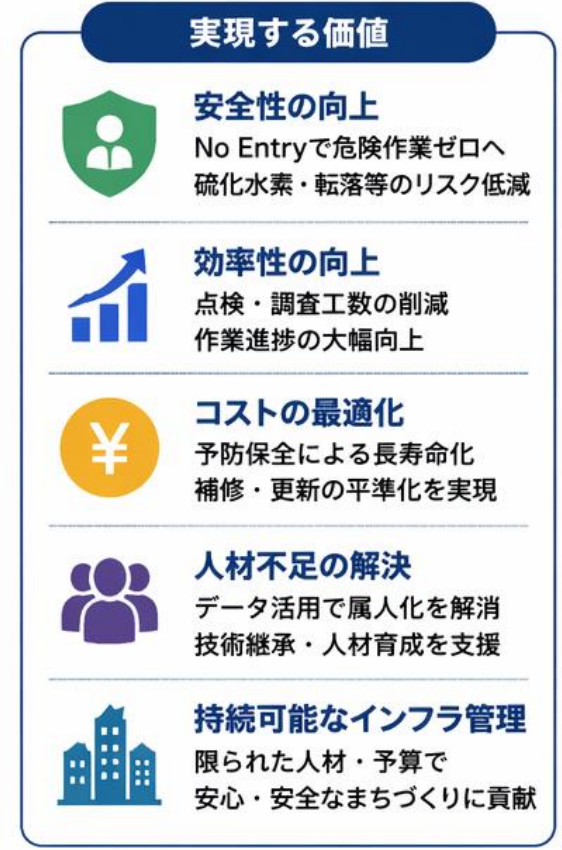 実現する価値
安全性の向上
No Entryで危険作業ゼロへ
硫化水素・転落等のリスク低減
効率性の向上
点検・調査工数の削減
作業進捗の大幅向上
¥
コストの最適化
予防保全による長寿命化
補修・更新の平準化を実現
人材不足の解決
データ活用で属人化を解消
技術継承・人材育成を支援
持続可能なインフラ管理
限られた人材・予算で
安心・安全なまちづくりに貢献